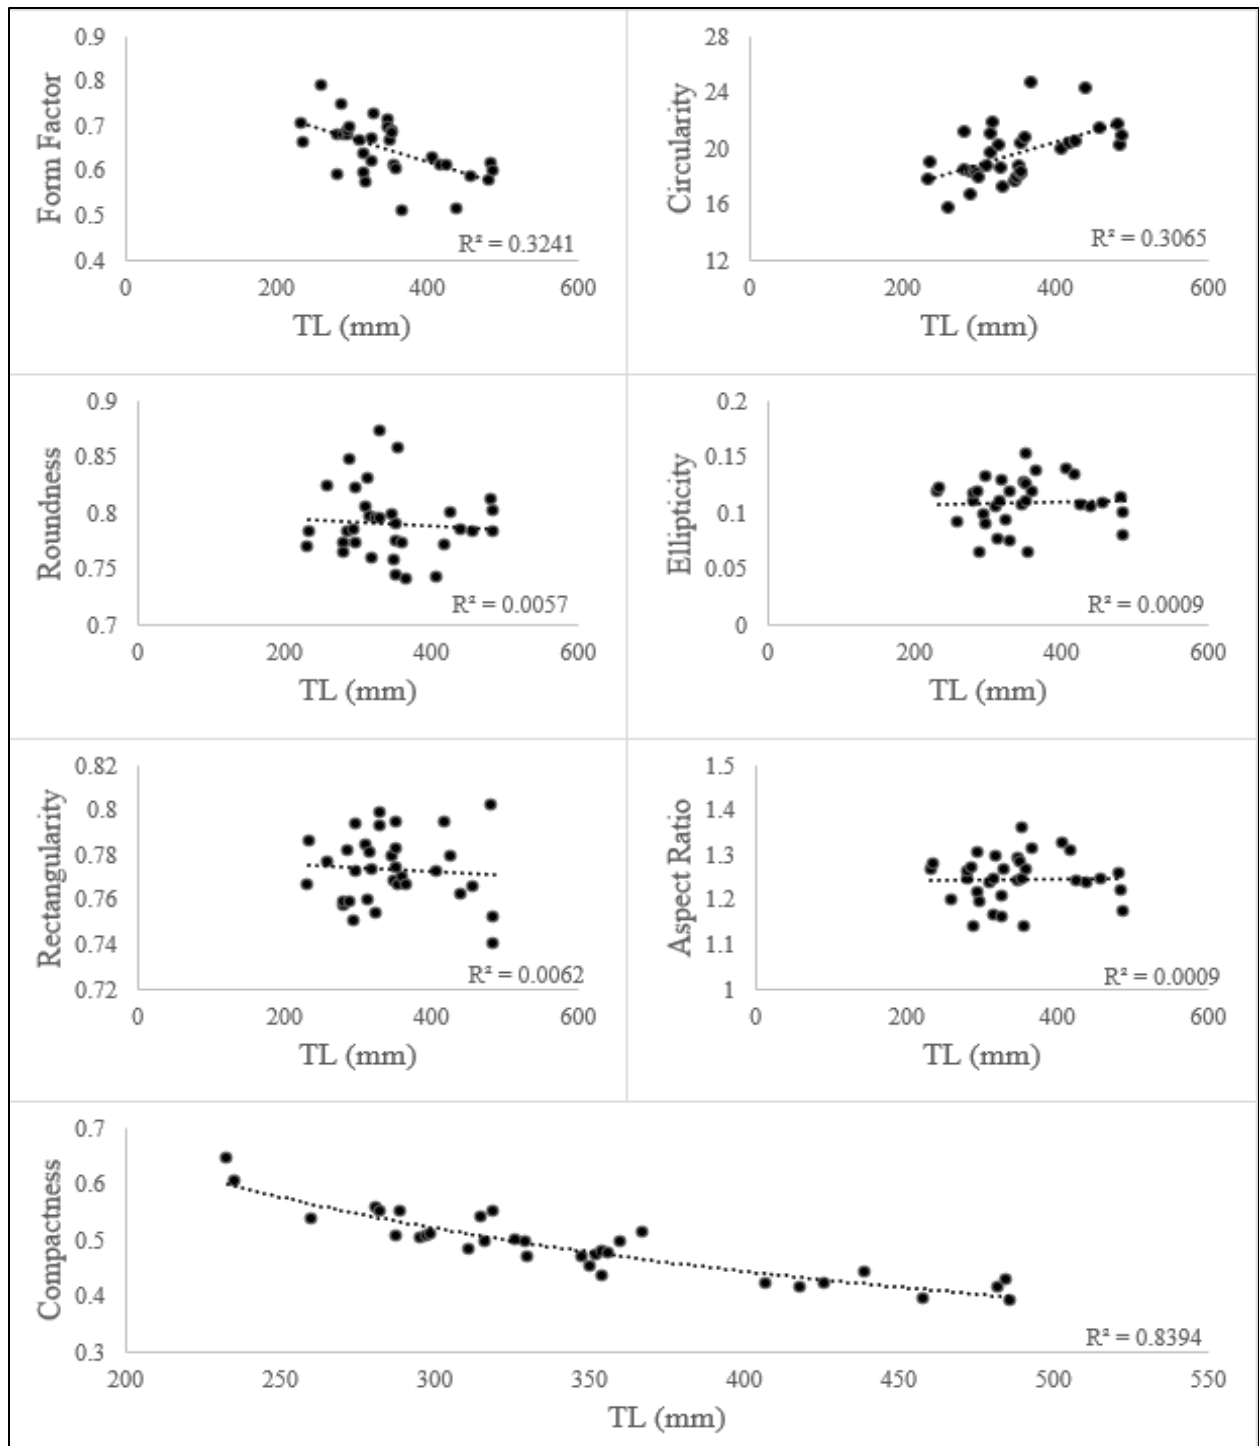 Form Factor
0.9
0.8
0.7
0.6
0.5
0.4
R² = 0.3241
0 200 400 600
TL (mm)
Circularity
28
24
20
16
12
R² = 0.3065
0 200 400 600
TL (mm)
Roundness
0.9
0.85
0.8
0.75
0.7
R² = 0.0057
0 200 400 600
TL (mm)
Ellipticity
0.2
0.15
0.1
0.05
0
R² = 0.0009
0 200 400 600
TL (mm)
Rectangularity
0.82
0.8
0.78
0.76
0.74
0.72
R² = 0.0062
0 200 400 600
TL (mm)
Aspect Ratio
1.5
1.4
1.3
1.2
1.1
1
R² = 0.0009
0 200 400 600
TL (mm)
Compactness
0.7
0.6
0.5
0.4
0.3
R² = 0.8394
200 250 300 350 400 450 500 550
TL (mm)